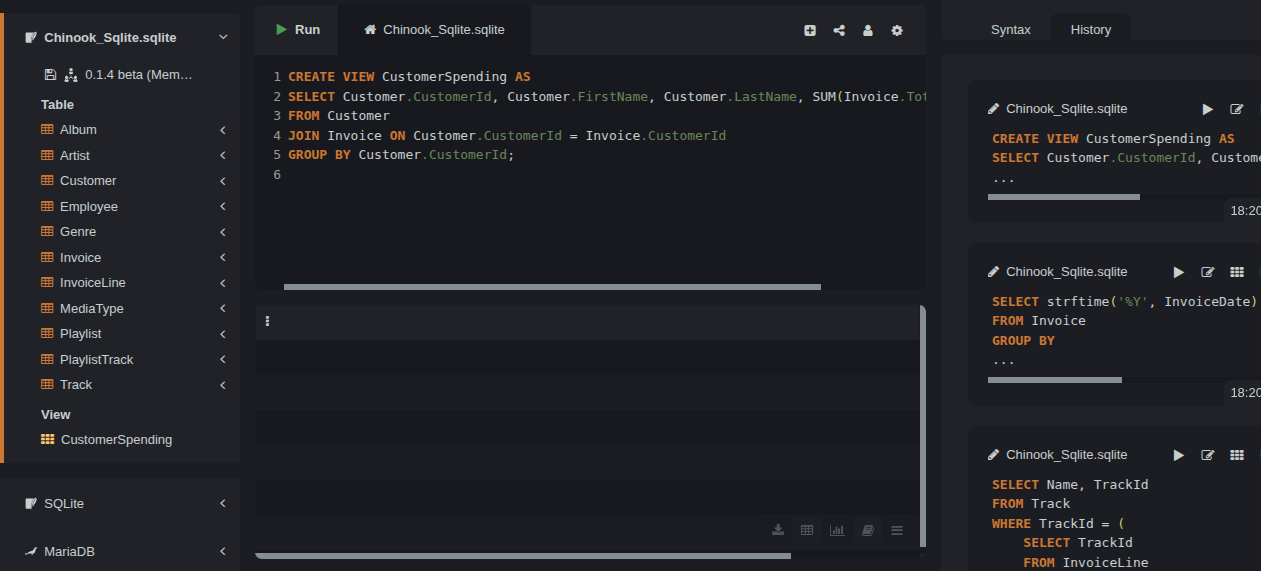 Chinook_Sqlite.sqlite
0.1.4 beta (Mem…
Table
Album
Artist
Customer
Employee
Genre
Invoice
InvoiceLine
MediaType
Playlist
PlaylistTrack
Track
View
CustomerSpending
SQLite
MariaDB
Run
Chinook_Sqlite.sqlite
1 CREATE VIEW CustomerSpending AS
2 SELECT Customer.CustomerId, Customer.FirstName, Customer.LastName, SUM(Invoice.Tot
3 FROM Customer
4 JOIN Invoice ON Customer.CustomerId = Invoice.CustomerId
5 GROUP BY Customer.CustomerId;
6
Syntax
History
Chinook_Sqlite.sqlite
CREATE VIEW CustomerSpending AS
SELECT Customer.CustomerId, Custome
...
18:20
Chinook_Sqlite.sqlite
SELECT strftime('%Y', InvoiceDate)
FROM Invoice
GROUP BY
...
18:20
Chinook_Sqlite.sqlite
SELECT Name, TrackId
FROM Track
WHERE TrackId = (
SELECT TrackId
FROM InvoiceLine